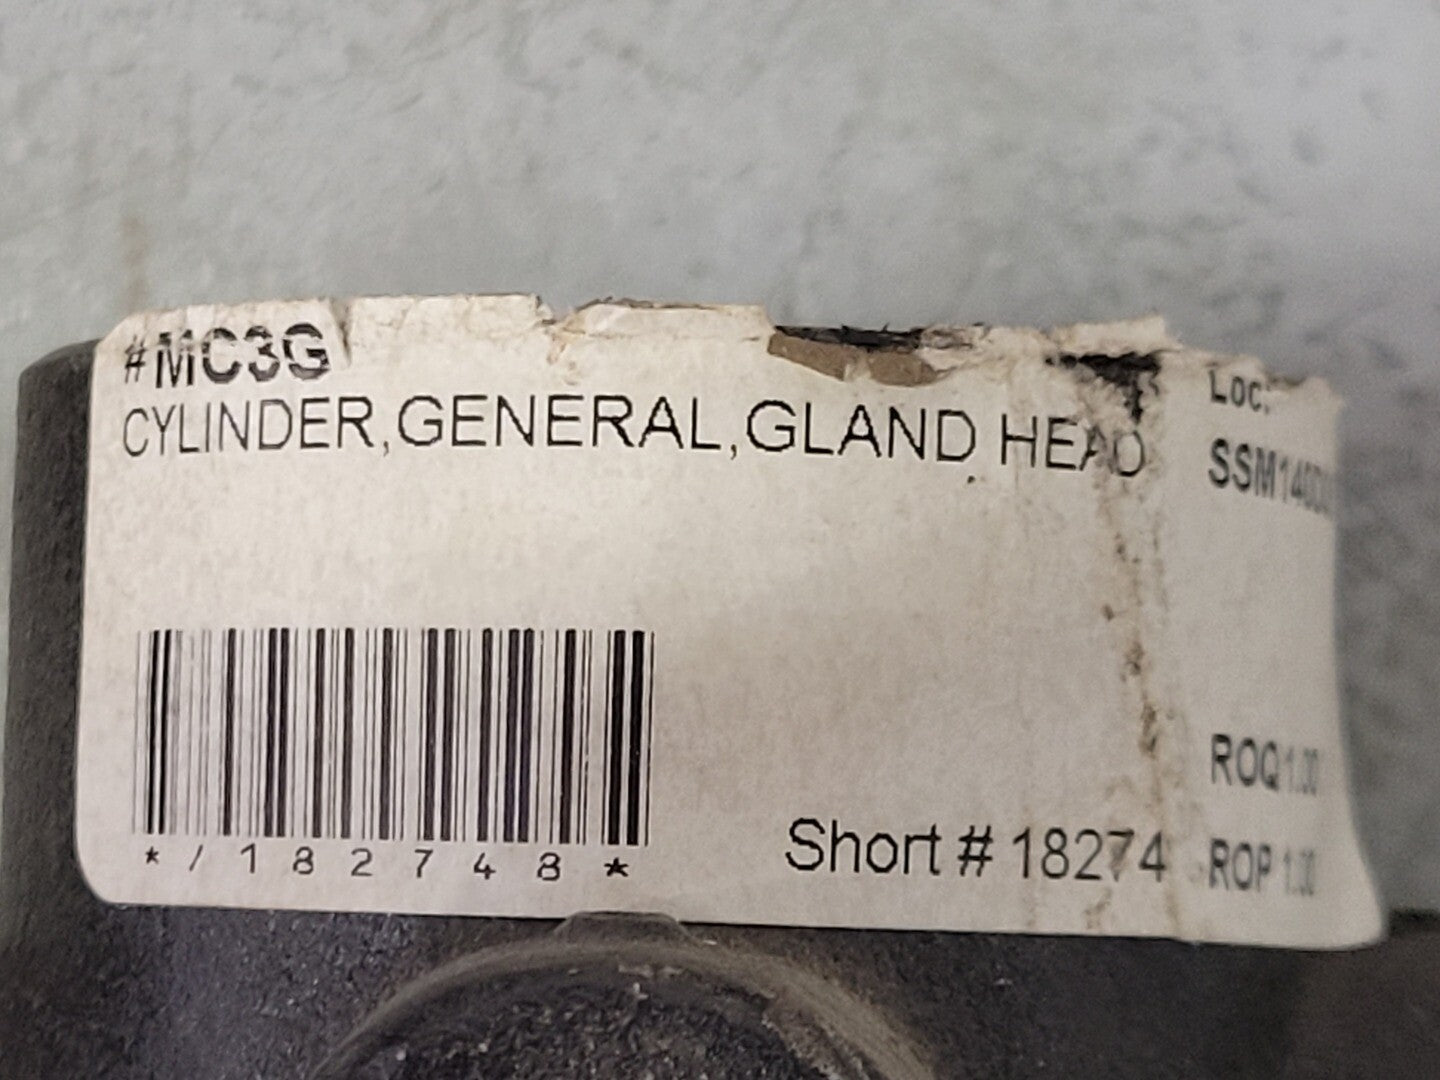 #MC3G
CYLINDER,GENERAL,GLAND HEAD
Loc:
*/182748*
Short # 18274
ROQ 1.00
ROP 1.00